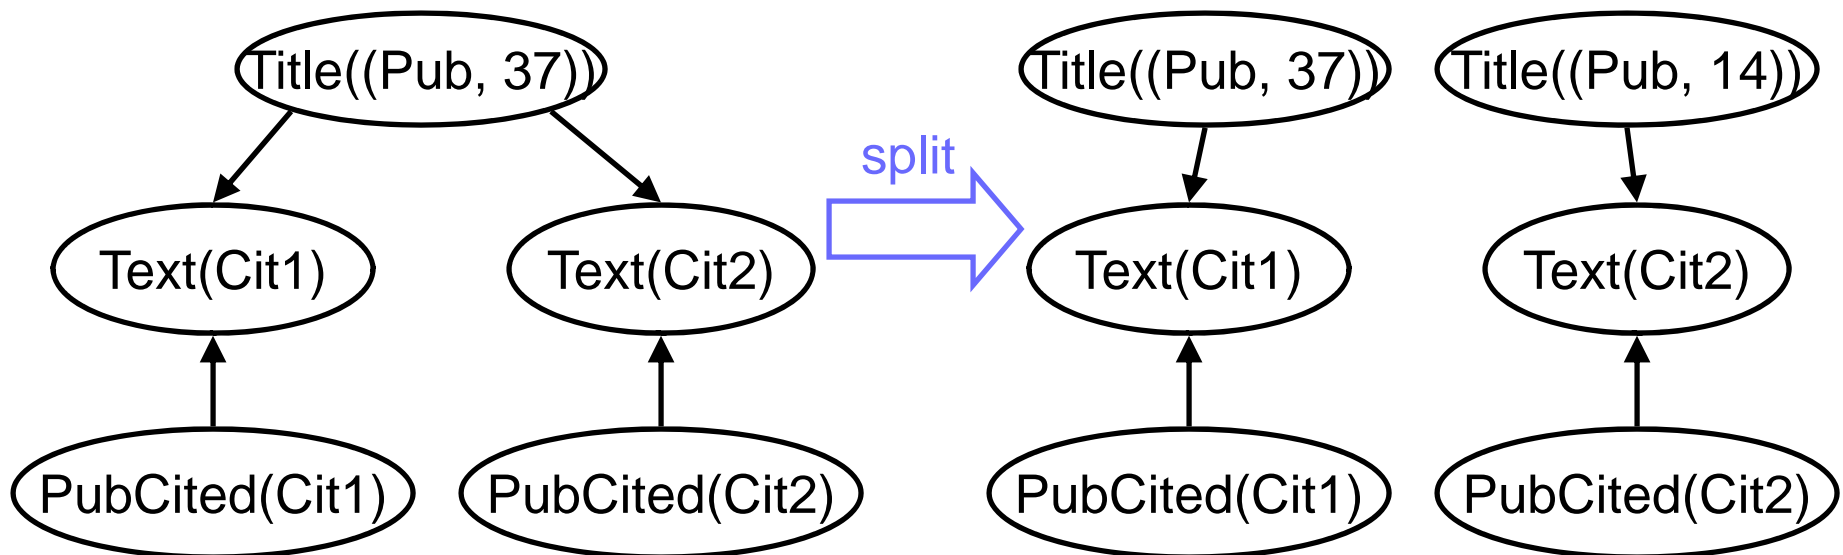 Title((Pub, 37))
Title((Pub, 37))
Title((Pub, 14))
split
Text(Cit1)
Text(Cit2)
Text(Cit1)
Text(Cit2)
PubCited(Cit1)
PubCited(Cit2)
PubCited(Cit1)
PubCited(Cit2)